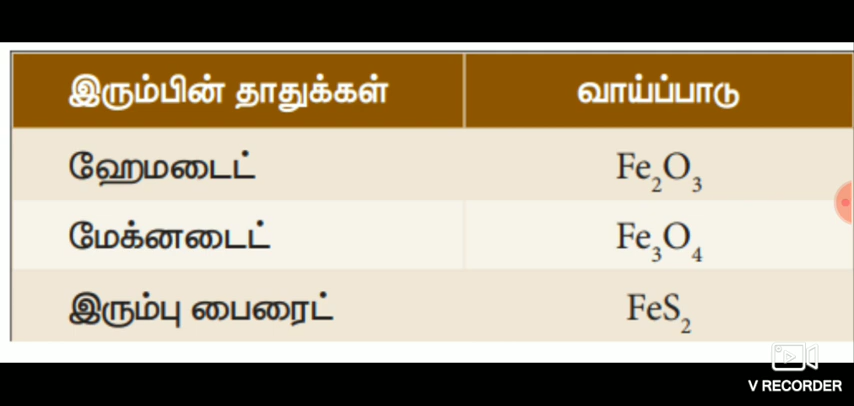 இரும்பின் தாதுக்கள் வாய்ப்பாடு
ஹேமடைட் Fe₂O₃
மேக்னடைட் Fe₃O₄
இரும்பு பைரைட் FeS₂
V RECORDER